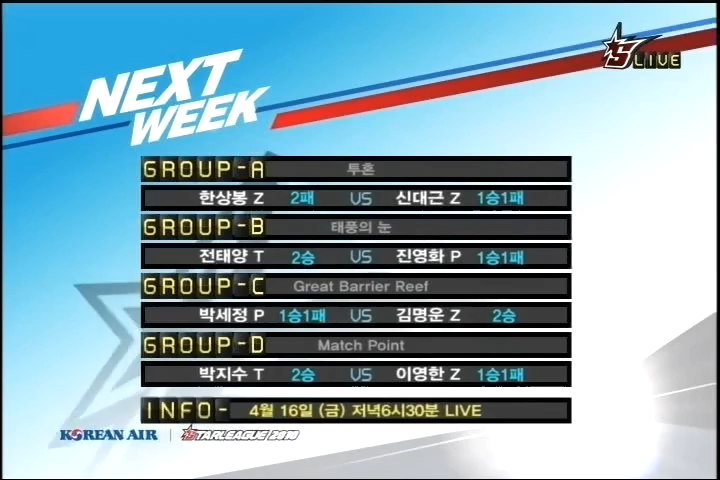 LIVE
NEXT
WEEK
GROUP-A 투혼
한상봉 Z 2패 VS 신대근 Z 1승1패
GROUP-B 태풍의 눈
전태양 T 2승 VS 진영화 P 1승1패
GROUP-C Great Barrier Reef
박세정 P 1승1패 VS 김명운 Z 2승
GROUP-D Match Point
박지수 T 2승 VS 이영한 Z 1승1패
INFO- 4월 16일 (금) 저녁6시30분 LIVE
KOREAN AIR | STARLEAGUE 2010